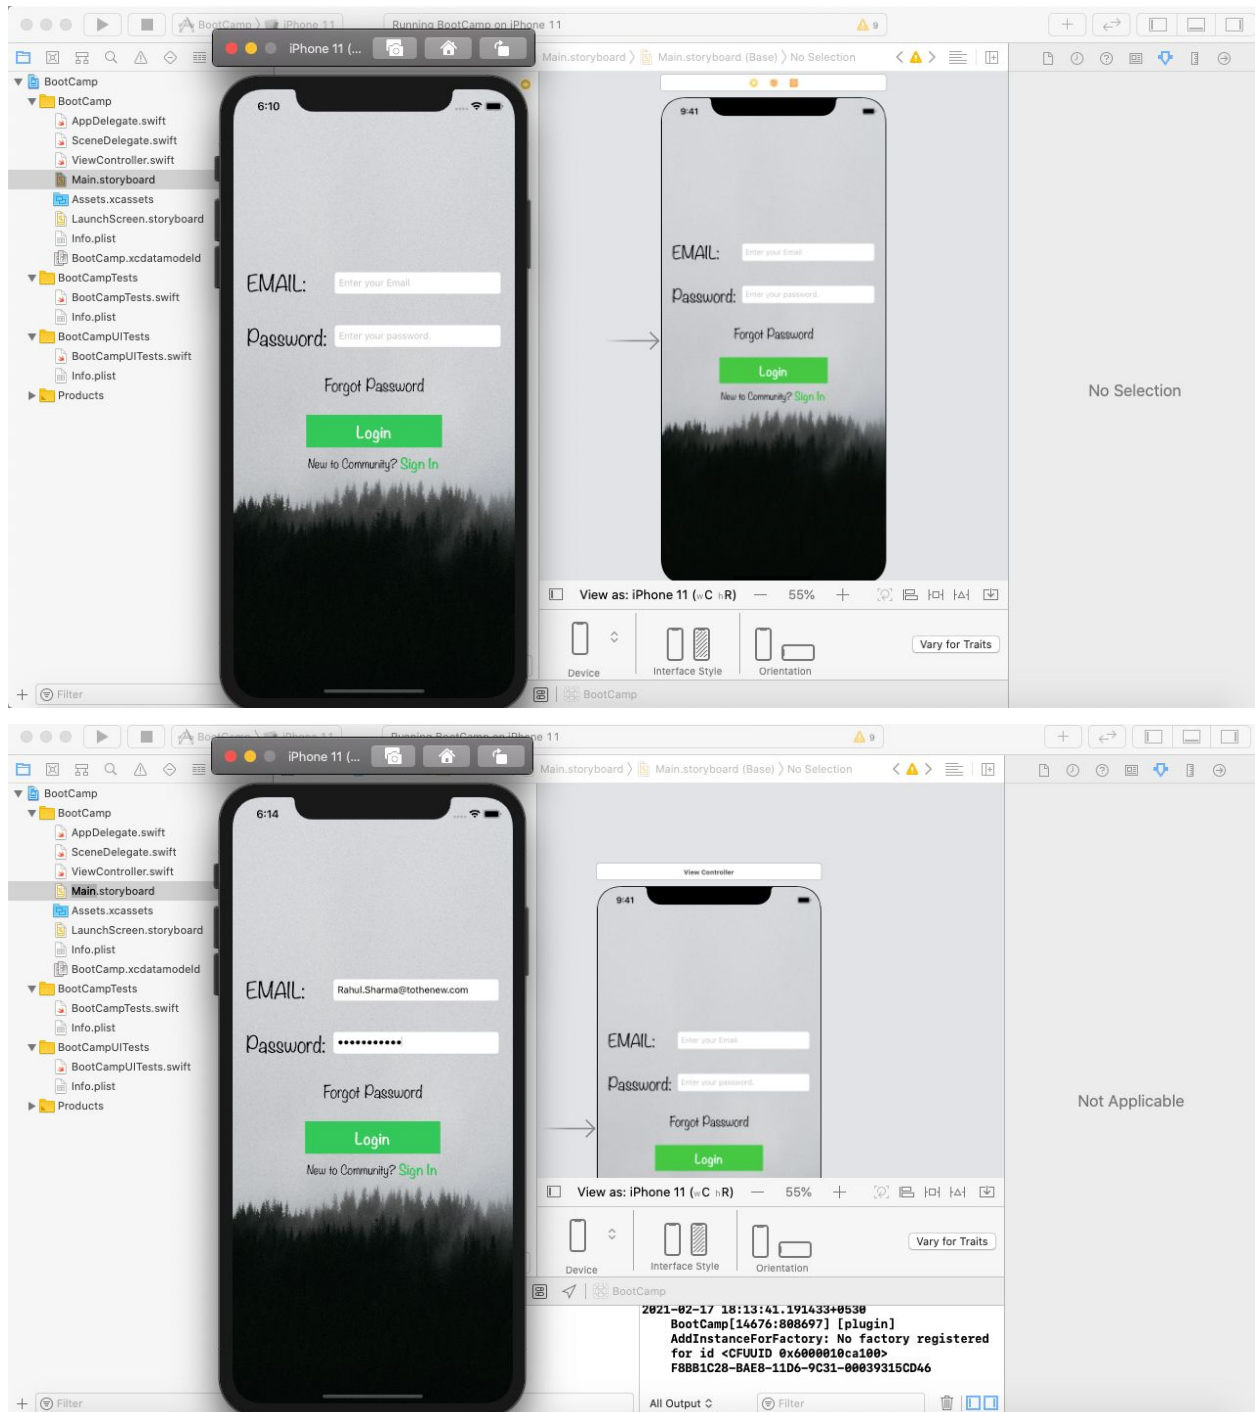 BootCamp
iPhone 11
Running BootCamp on iPhone 11
9
iPhone 11 (...
Main.storyboard
Main.storyboard (Base)
No Selection
BootCamp
BootCamp
AppDelegate.swift
SceneDelegate.swift
ViewController.swift
Main.storyboard
Assets.xcassets
LaunchScreen.storyboard
Info.plist
BootCamp.xcdatamodeld
BootCampTests
BootCampTests.swift
Info.plist
BootCampUITests
BootCampUITests.swift
Info.plist
Products
Filter
6:10
EMAIL:
Enter your Email
Password:
Enter your password.
Forgot Password
Login
New to Community? Sign In
9:41
EMAIL:
Enter your Email
Password:
Enter your password.
Forgot Password
Login
New to Community? Sign In
No Selection
View as: iPhone 11 (wC hR)
55%
Device
Interface Style
Orientation
Vary for Traits
BootCamp
BootCamp
iPhone 11
Running BootCamp on iPhone 11
9
iPhone 11 (...
Main.storyboard
Main.storyboard (Base)
No Selection
BootCamp
BootCamp
AppDelegate.swift
SceneDelegate.swift
ViewController.swift
Main.storyboard
Assets.xcassets
LaunchScreen.storyboard
Info.plist
BootCamp.xcdatamodeld
BootCampTests
BootCampTests.swift
Info.plist
BootCampUITests
BootCampUITests.swift
Info.plist
Products
Filter
6:14
EMAIL:
Rahul.Sharma@tothenew.com
Password:
•••••••••••
Forgot Password
Login
New to Community? Sign In
View Controller
9:41
EMAIL:
Enter your Email
Password:
Enter your password.
Forgot Password
Login
Not Applicable
View as: iPhone 11 (wC hR)
55%
Device
Interface Style
Orientation
Vary for Traits
BootCamp
2021-02-17 18:13:41.191433+0530
BootCamp[14676:808697] [plugin]
AddInstanceForFactory: No factory registered
for id <CFUUID 0x6000010ca100>
F8BB1C28-BAE8-11D6-9C31-00039315CD46
All Output
Filter